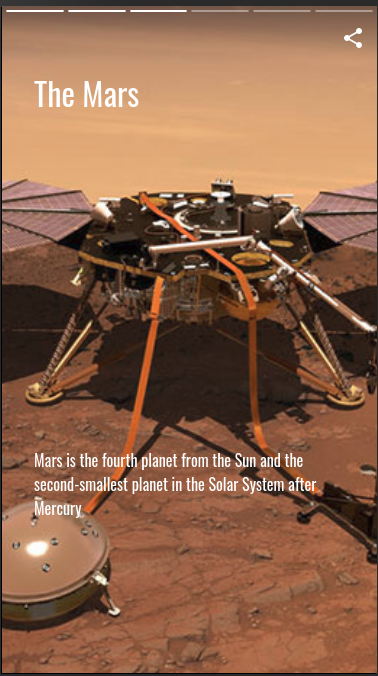 The Mars
Mars is the fourth planet from the Sun and the
second-smallest planet in the Solar System after
Mercury